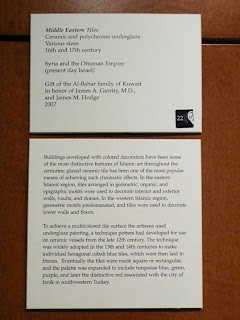 Middle Eastern Tiles
Ceramic and polychrome underglaze
Various sizes
16th and 17th century
Syria and the Ottoman Empire
(present day Israel)
Gift of the Al-Bahar family of Kuwait
In honor of James A. Garrity, M.D.,
and James M. Hodge
2007
22
Buildings enveloped with colored decoration have been some
of the most distinctive features of Islamic art throughout the
centuries; glazed ceramic tile has been one of the most popular
means of achieving such chromatic effects. In the eastern
Islamic region, tiles arranged in geometric, organic, and
epigraphic motifs were used to decorate interior and exterior
walls, vaults, and domes. In the western Islamic region,
geometric motifs predominated, and tiles were used to decorate
lower walls and floors.
To achieve a multicolored tile surface the artisans used
underglaze painting, a technique potters had developed for use
on ceramic vessels from the late 12th century. The technique
was widely adopted in the 13th and 14th centuries to make
individual hexagonal cobalt blue tiles, which were then laid in
friezes. Eventually the tiles were made square or rectangular,
and the palette was expanded to include turquoise blue, green,
purple, and later the distinctive red associated with the city of
Iznik in southwestern Turkey.